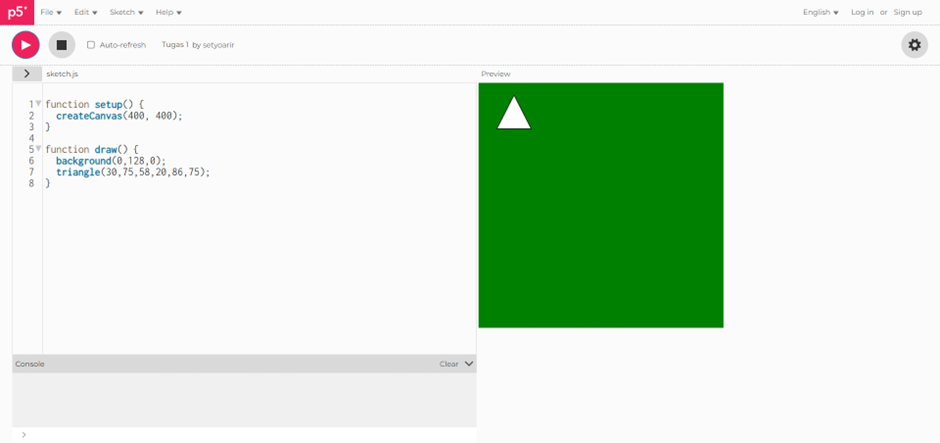 p5* File Edit Sketch Help English Log in or Sign up
Auto-refresh Tugas 1 by setyoarir
> sketch.js Preview
1 function setup() {
2   createCanvas(400, 400);
3 }
4
5 function draw() {
6   background(0,128,0);
7   triangle(30,75,58,20,86,75);
8 }
Console Clear
>